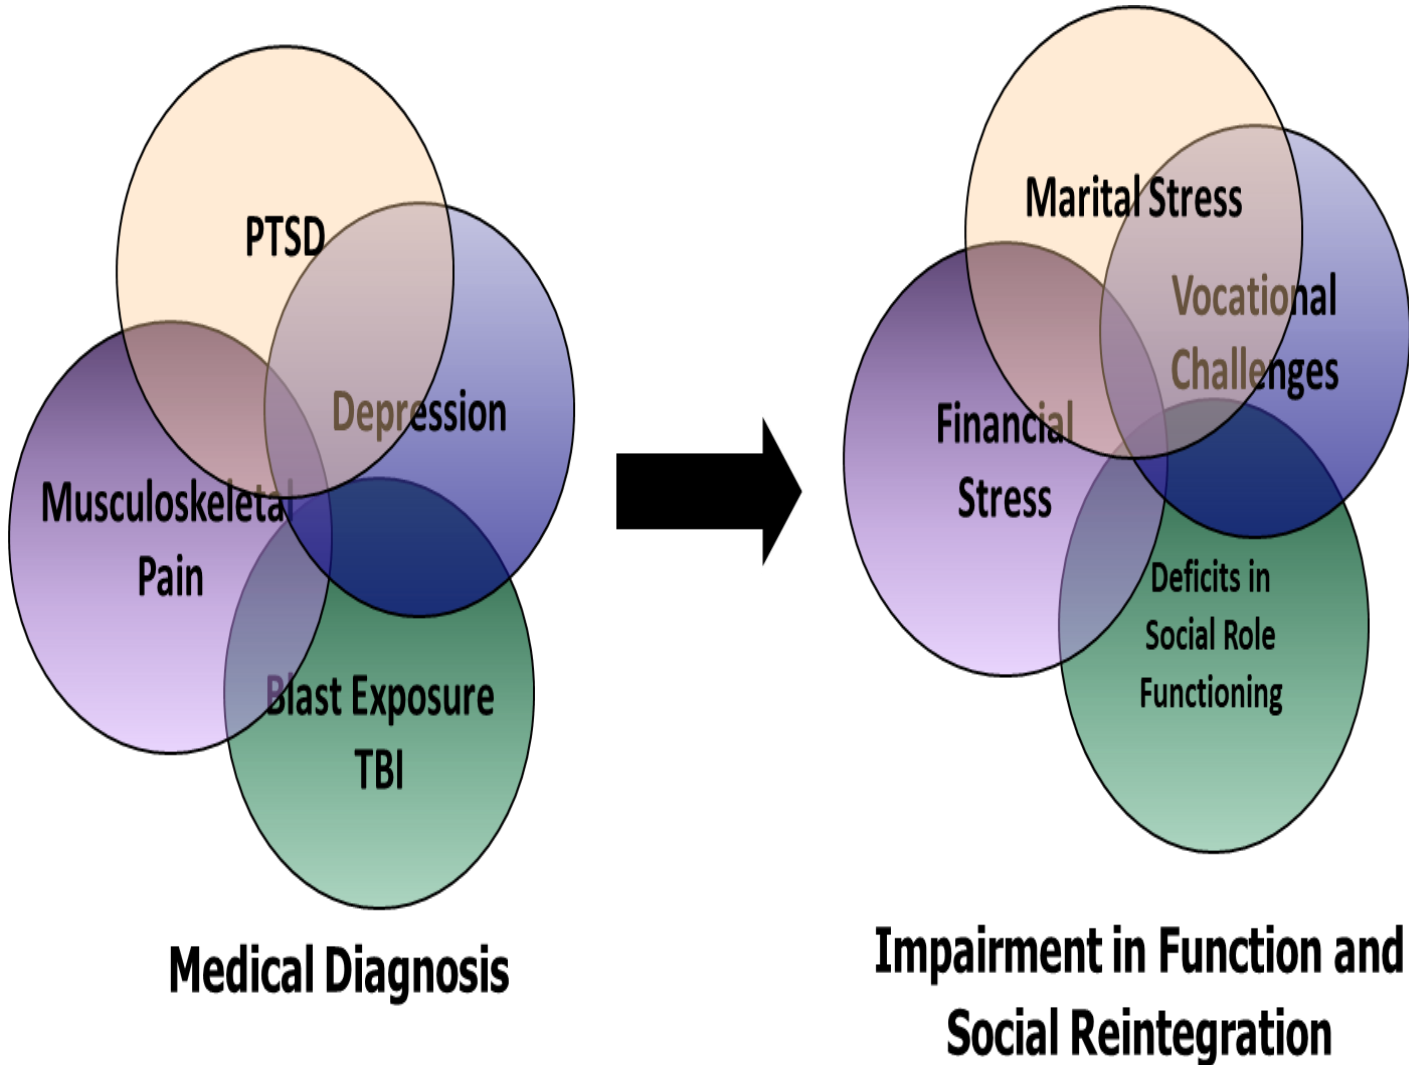 PTSD
Depression
Musculoskeletal
Pain
Blast Exposure
TBI
Medical Diagnosis
Marital Stress
Vocational
Challenges
Financial
Stress
Deficits in
Social Role
Functioning
Impairment in Function and
Social Reintegration